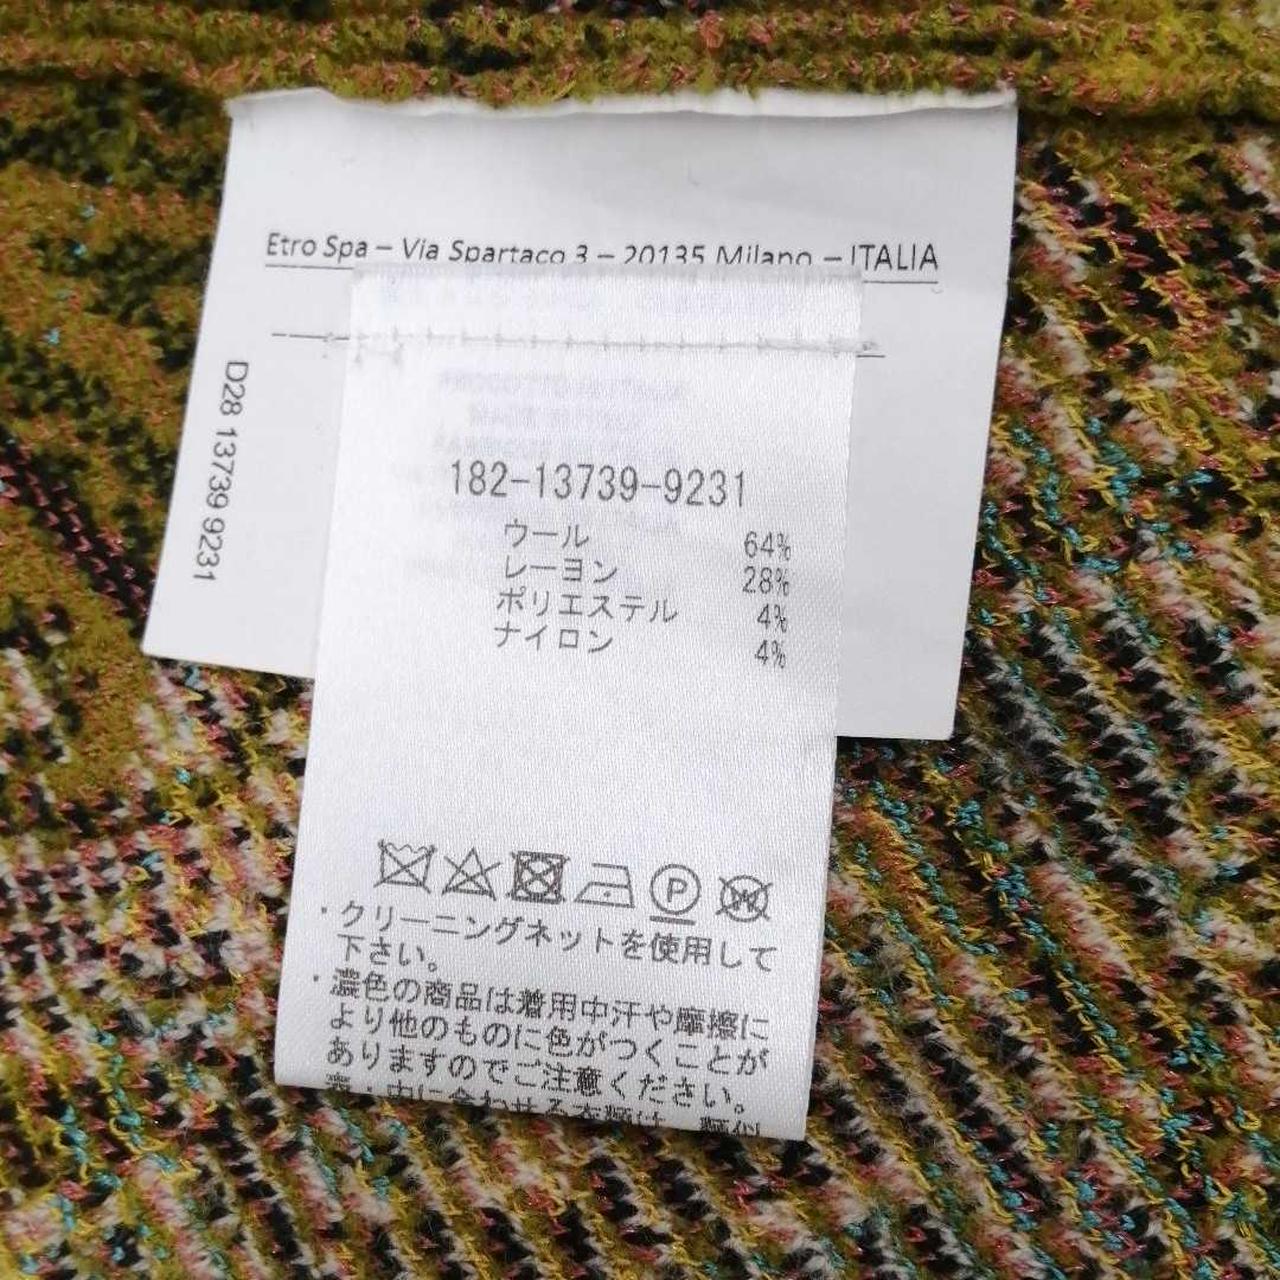 Etro Spa – Via Spartaco 3 – 20135 Milano – ITALIA
D28 13739 9231
182-13739-9231
ウール 64%
レーヨン 28%
ポリエステル 4%
ナイロン 4%
P
W
・クリーニングネットを使用して
下さい。
・濃色の商品は着用中汗や摩擦に
より他のものに色がつくことが
ありますのでご注意ください。